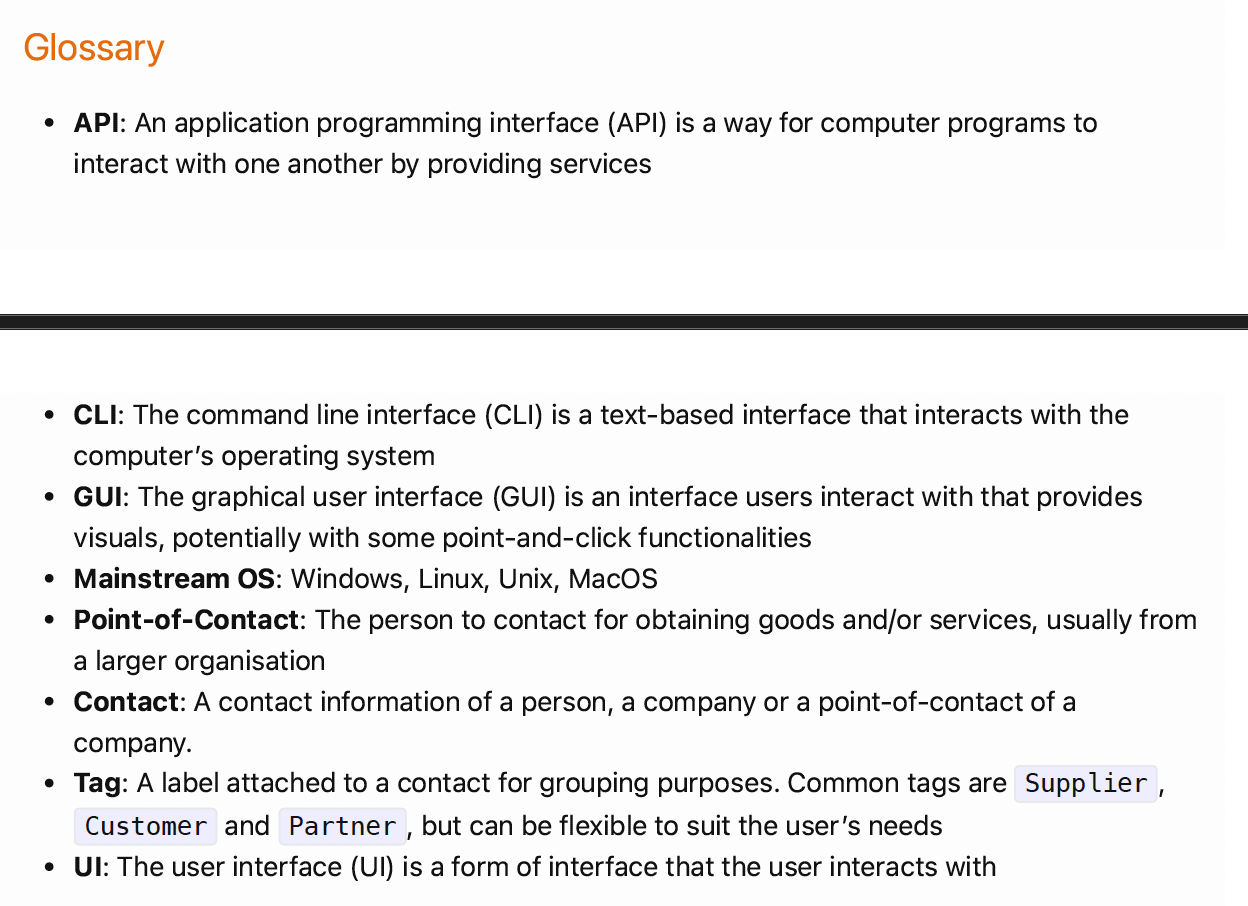 Glossary
• API: An application programming interface (API) is a way for computer programs to
interact with one another by providing services
• CLI: The command line interface (CLI) is a text-based interface that interacts with the
computer’s operating system
• GUI: The graphical user interface (GUI) is an interface users interact with that provides
visuals, potentially with some point-and-click functionalities
• Mainstream OS: Windows, Linux, Unix, MacOS
• Point-of-Contact: The person to contact for obtaining goods and/or services, usually from
a larger organisation
• Contact: A contact information of a person, a company or a point-of-contact of a
company.
• Tag: A label attached to a contact for grouping purposes. Common tags are Supplier,
Customer and Partner, but can be flexible to suit the user’s needs
• UI: The user interface (UI) is a form of interface that the user interacts with